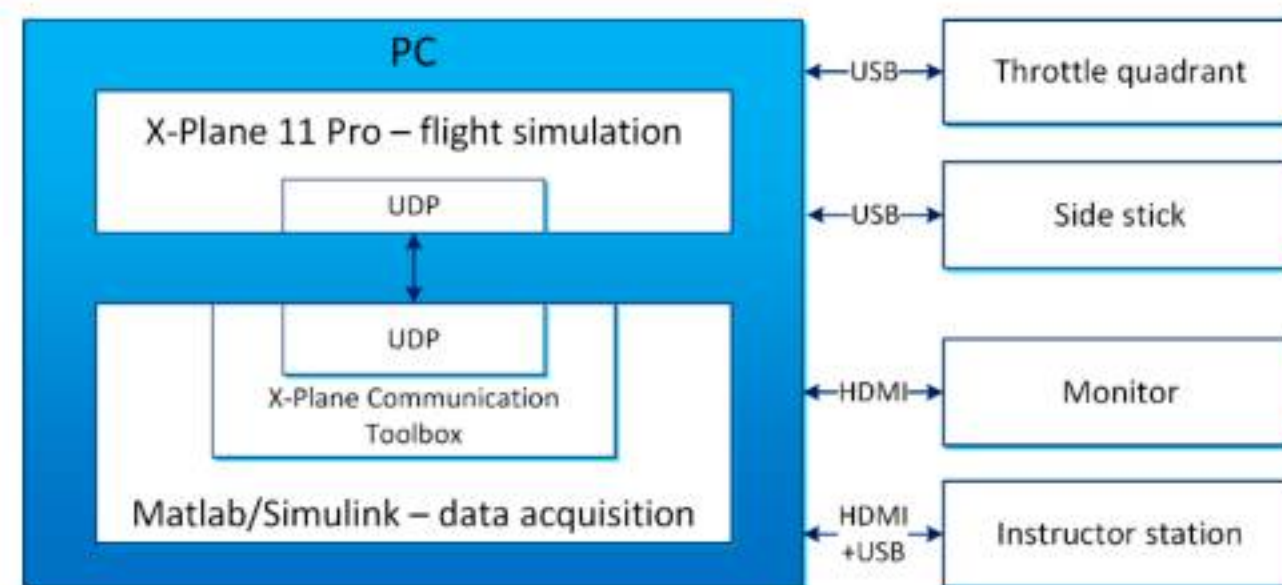 PC
X-Plane 11 Pro – flight simulation
UDP
UDP
X-Plane Communication
Toolbox
Matlab/Simulink – data acquisition
USB
Throttle quadrant
USB
Side stick
HDMI
Monitor
HDMI
+USB
Instructor station